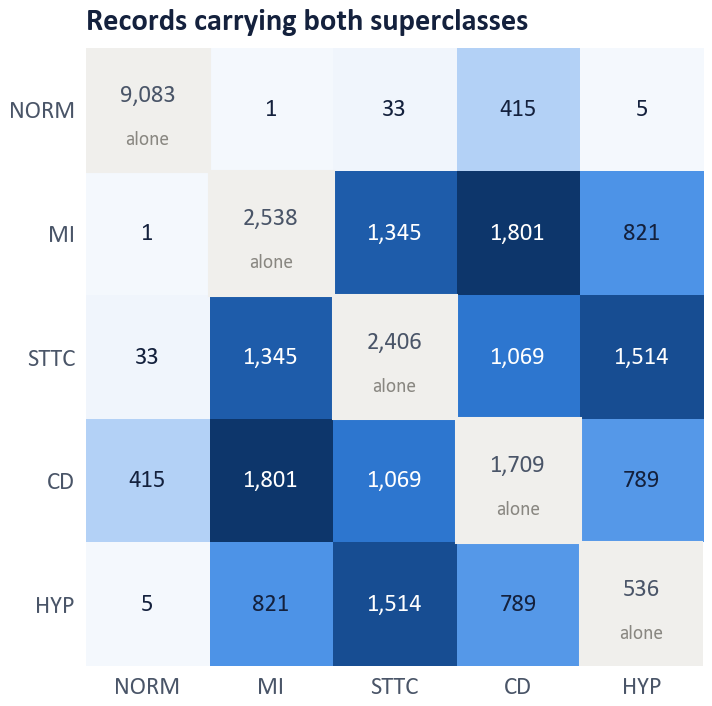 Records carrying both superclasses
NORM 9,083 1 33 415 5
alone
MI 1 2,538 1,345 1,801 821
alone
STTC 33 1,345 2,406 1,069 1,514
alone
CD 415 1,801 1,069 1,709 789
alone
HYP 5 821 1,514 789 536
alone
NORM MI STTC CD HYP